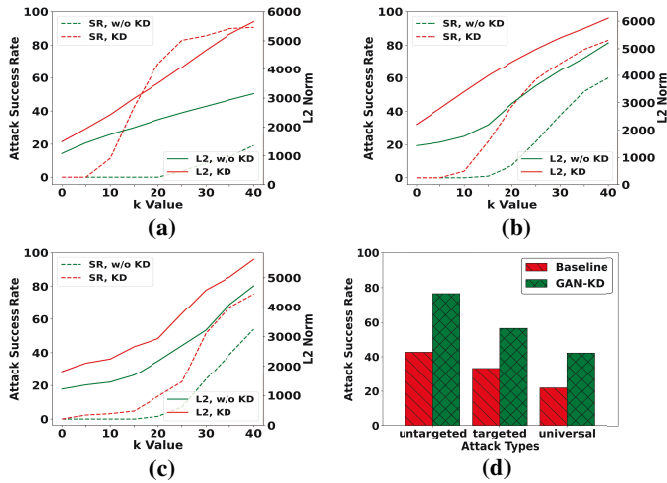 100
80
60
40
20
0
Attack Success Rate
SR, w/o KD
SR, KD
L2, w/o KD
L2, KD
6000
5000
4000
3000
2000
1000
0
L2 Norm
0 10 20 30 40
k Value
(a)
100
80
60
40
20
0
Attack Success Rate
SR, w/o KD
SR, KD
L2, w/o KD
L2, KD
6000
5000
4000
3000
2000
1000
0
L2 Norm
0 10 20 30 40
k Value
(b)
100
80
60
40
20
0
Attack Success Rate
SR, w/o KD
SR, KD
L2, w/o KD
L2, KD
5000
4000
3000
2000
1000
0
L2 Norm
0 10 20 30 40
k Value
(c)
100
80
60
40
20
0
Attack Success Rate
Baseline
GAN-KD
untargeted targeted universal
Attack Types
(d)